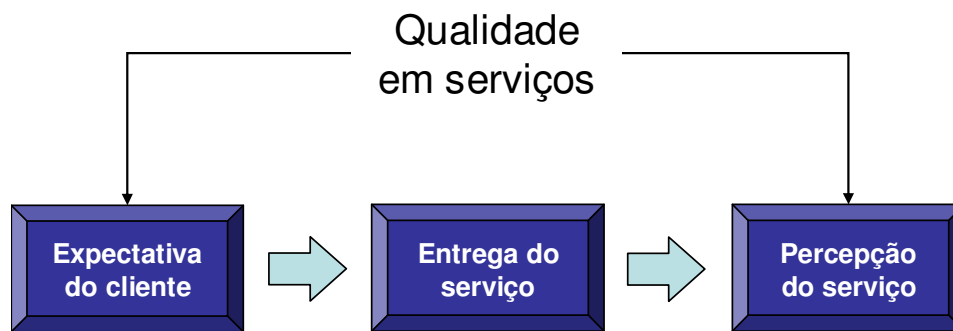 Qualidade
em serviços
Expectativa
do cliente
Entrega do
serviço
Percepção
do serviço